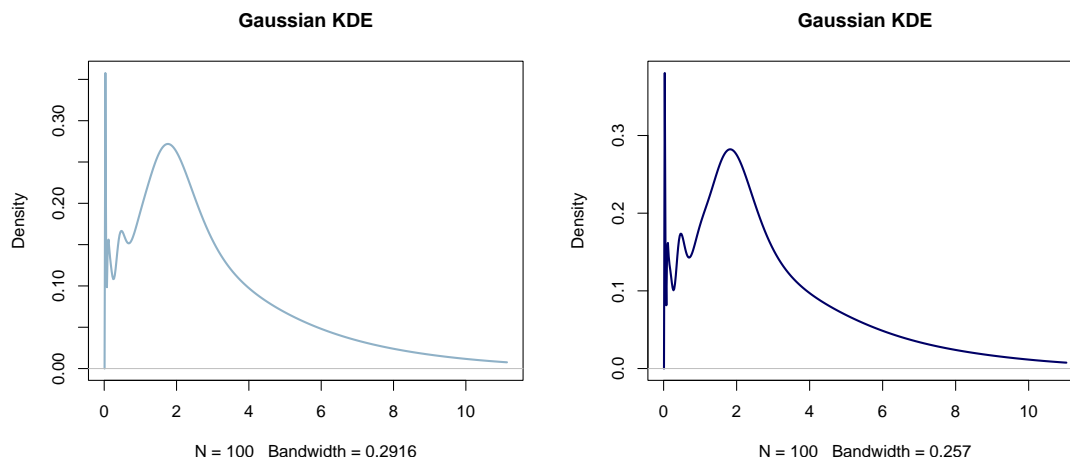 Gaussian KDE
Density
0.00
0.10
0.20
0.30
0 2 4 6 8 10
N = 100 Bandwidth = 0.2916
Gaussian KDE
Density
0.0
0.1
0.2
0.3
0 2 4 6 8 10
N = 100 Bandwidth = 0.257